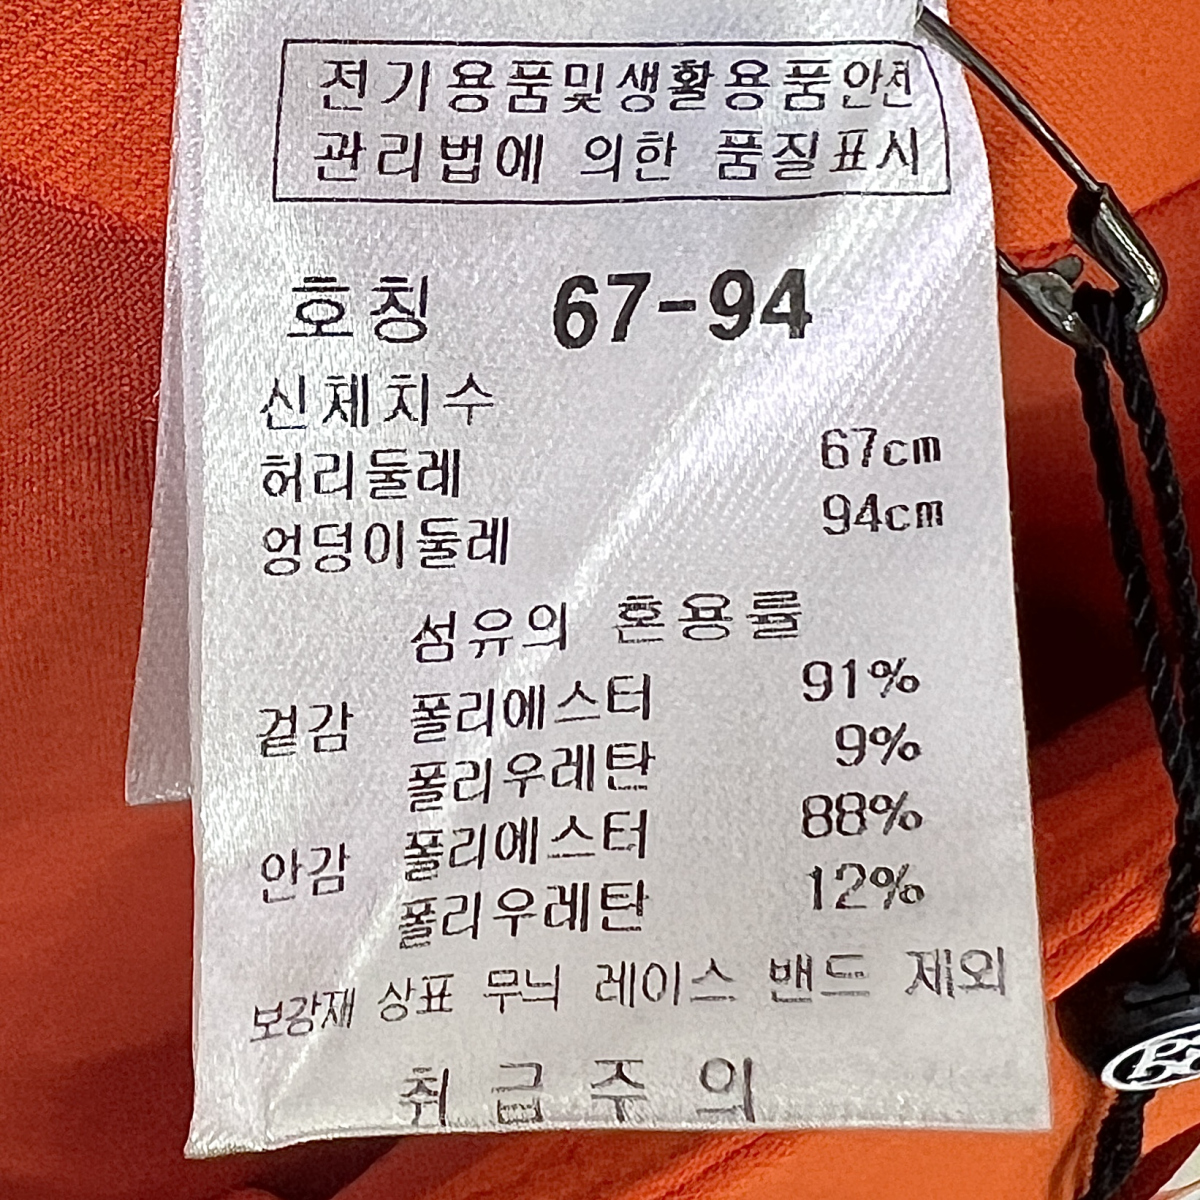 전기용품및생활용품안전
관리법에 의한 품질표시
호칭 67-94
신체치수
허리둘레 67cm
엉덩이둘레 94cm
섬유의 혼용률
겉감 폴리에스터 91%
폴리우레탄 9%
안감 폴리에스터 88%
폴리우레탄 12%
보강재 상표 무늬 레이스 밴드 제외
취급주의